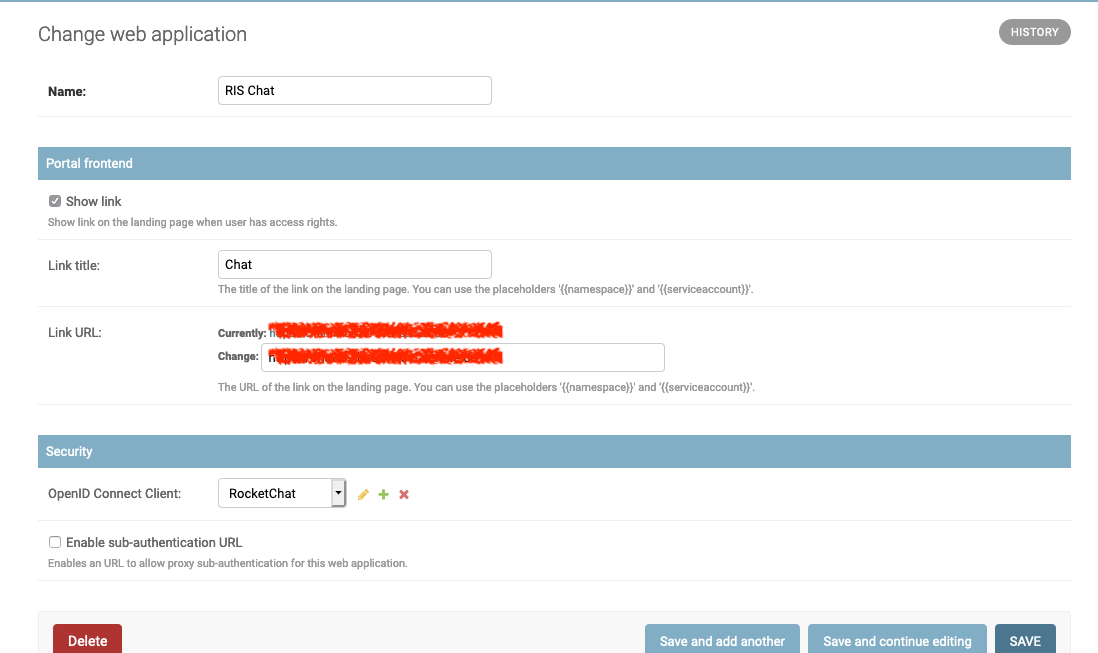 Change web application
HISTORY
Name:
RIS Chat
Portal frontend
Show link
Show link on the landing page when user has access rights.
Link title:
Chat
The title of the link on the landing page. You can use the placeholders '{{namespace}}' and '{{serviceaccount}}'.
Link URL:
Currently:
Change:
The URL of the link on the landing page. You can use the placeholders '{{namespace}}' and '{{serviceaccount}}'.
Security
OpenID Connect Client:
RocketChat
Enable sub-authentication URL
Enables an URL to allow proxy sub-authentication for this web application.
Delete
Save and add another
Save and continue editing
SAVE